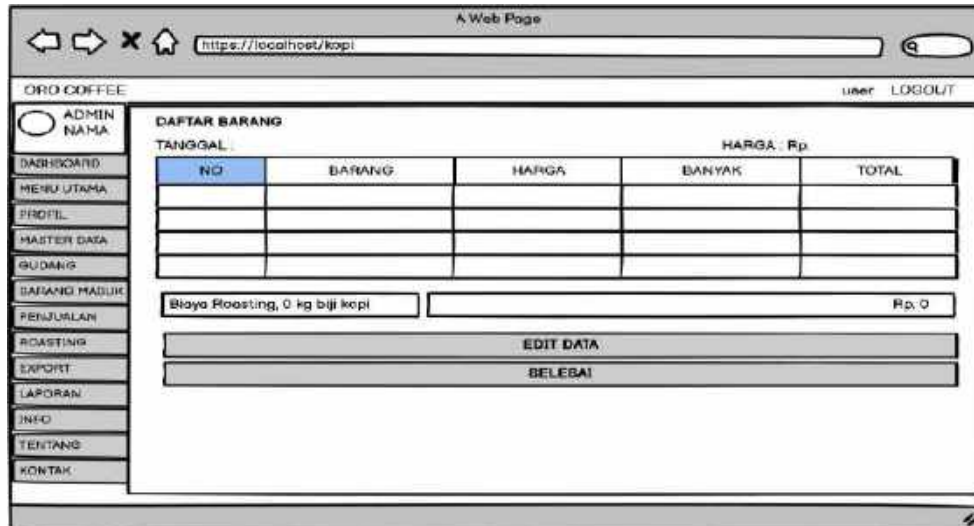 A Web Page
https://localhost/kopi
ORO COFFEE
user LOGOUT
ADMIN
NAMA
DASHBOARD
MENU UTAMA
PROFIL
MASTER DATA
GUDANG
BARANG MASUK
PENJUALAN
ROASTING
EXPORT
LAPORAN
INFO
TENTANG
KONTAK
DAFTAR BARANG
TANGGAL : HARGA : Rp.
NO BARANG HARGA BANYAK TOTAL
Biaya Roasting, 0 kg biji kopi Rp. 0
EDIT DATA
SELESAI